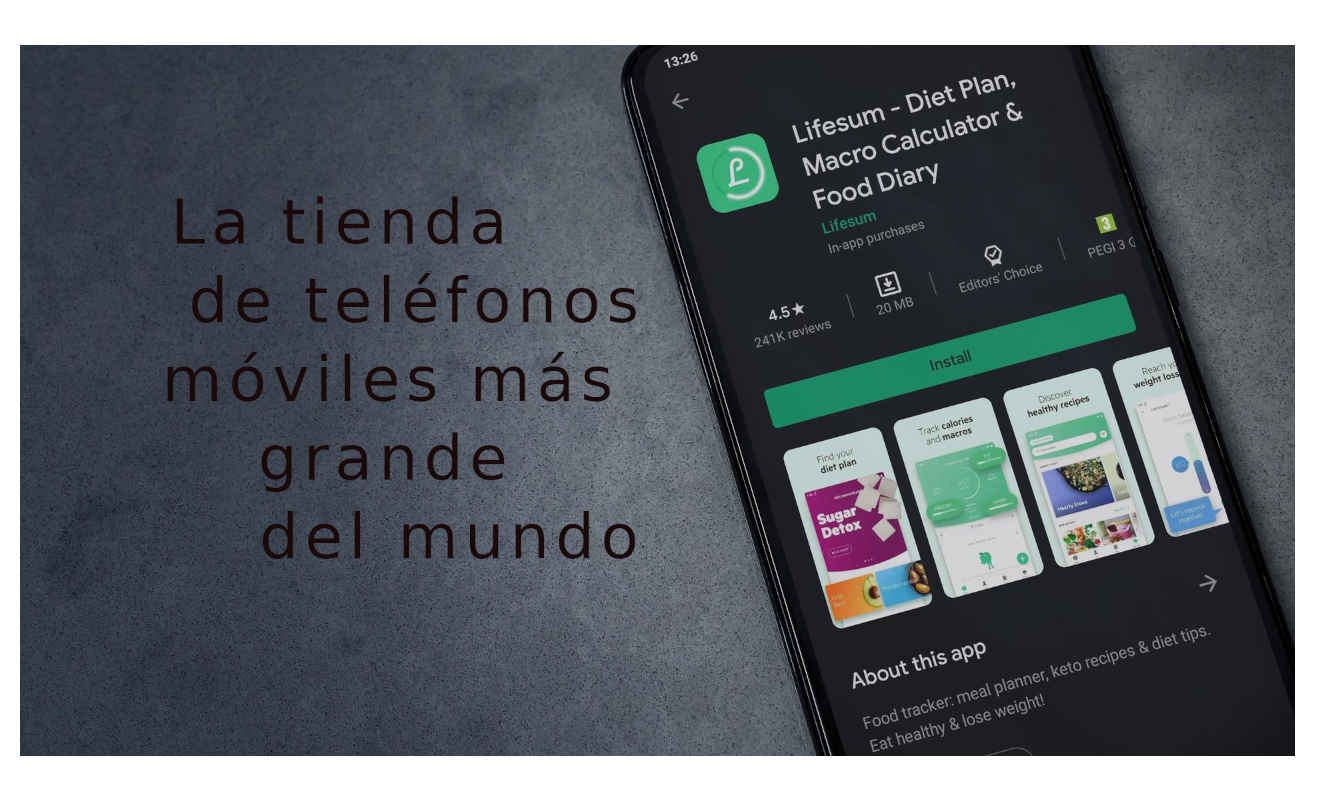 La tienda
de teléfonos
móviles más
grande
del mundo
13:26
Lifesum - Diet Plan,
Macro Calculator &
Food Diary
Lifesum
In-app purchases
4.5★
241K reviews
20 MB
Editors' Choice
3
PEGI 3
Install
Find your
diet plan
Sugar
Detox
Track calories
and macros
Discover
healthy recipes
Hearty Stews
Reach
weight loss
Let's improve
together.
About this app
Food tracker: meal planner, keto recipes & diet tips.
Eat healthy & lose weight!